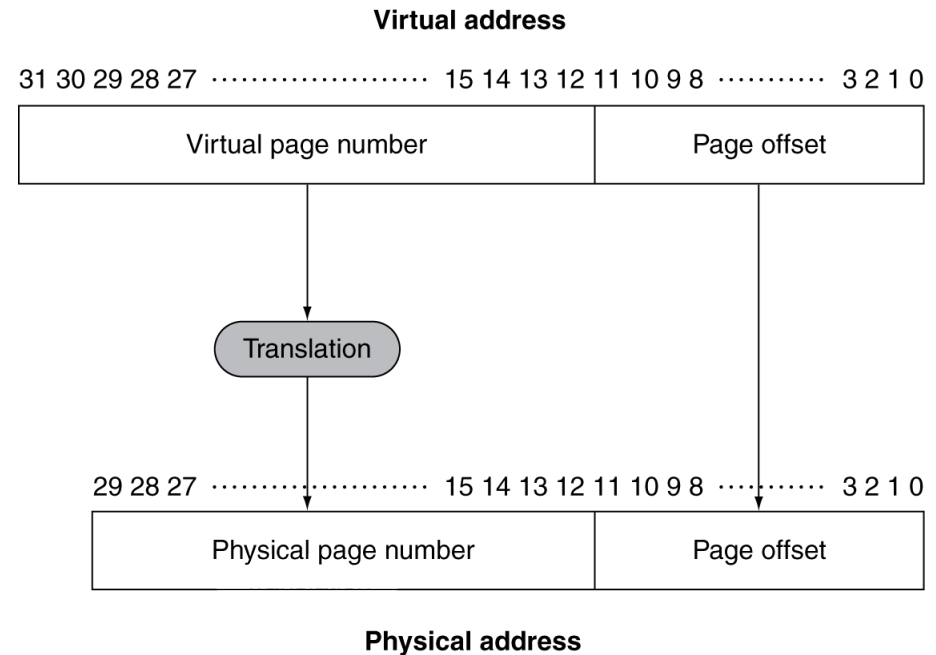 Virtual address
31 30 29 28 27 ······················ 15 14 13 12 11 10 9 8 ··········· 3 2 1 0
Virtual page number Page offset
Translation
29 28 27 ······················ 15 14 13 12 11 10 9 8 ··········· 3 2 1 0
Physical page number Page offset
Physical address